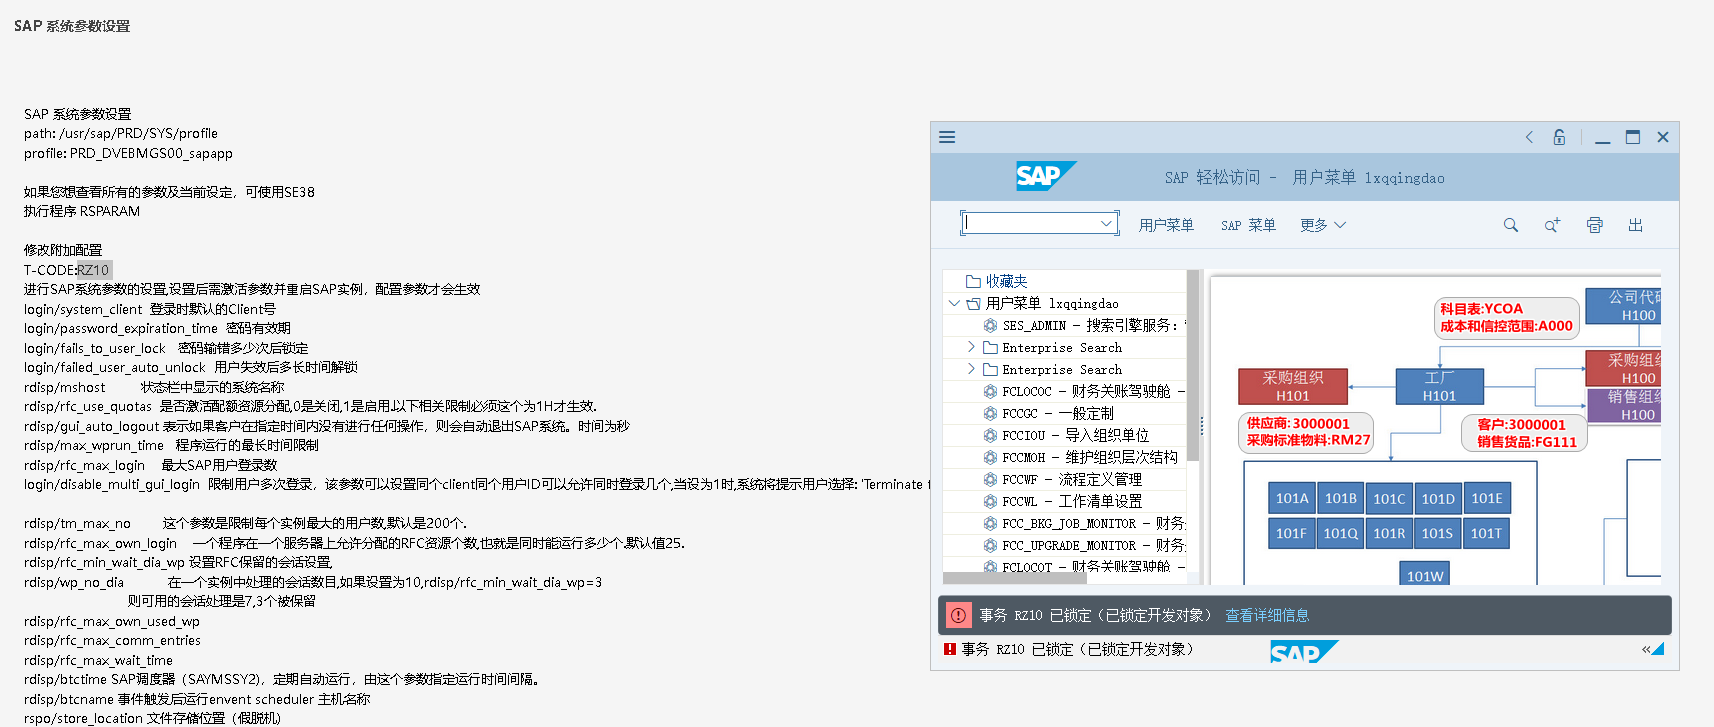 SAP 系统参数设置
SAP 系统参数设置
path: /usr/sap/PRD/SYS/profile
profile: PRD_DVEBMGS00_sapapp
如果您想查看所有的参数及当前设定，可使用SE38
执行程序 RSPARAM
修改附加配置
T-CODE:RZ10
进行SAP系统参数的设置,设置后需激活参数并重启SAP实例，配置参数才会生效
login/system_client 登录时默认的Client号
login/password_expiration_time 密码有效期
login/fails_to_user_lock 密码输错多少次后锁定
login/failed_user_auto_unlock 用户失效后多长时间解锁
rdisp/mshost 状态栏中显示的系统名称
rdisp/rfc_use_quotas 是否激活配额资源分配,0是关闭,1是启用.以下相关限制必须这个为1H才生效.
rdisp/gui_auto_logout 表示如果客户在指定时间内没有进行任何操作，则会自动退出SAP系统。时间为秒
rdisp/max_wprun_time 程序运行的最长时间限制
rdisp/rfc_max_login 最大SAP用户登录数
login/disable_multi_gui_login 限制用户多次登录，该参数可以设置同个client同个用户ID可以允许同时登录几个,当设为1时,系统将提示用户选择: 'Terminate
rdisp/tm_max_no 这个参数是限制每个实例最大的用户数,默认是200个.
rdisp/rfc_max_own_login 一个程序在一个服务器上允许分配的RFC资源个数,也就是同时能运行多少个.默认值25.
rdisp/rfc_min_wait_dia_wp 设置RFC保留的会话设置,
rdisp/wp_no_dia 在一个实例中处理的会话数目,如果设置为10,rdisp/rfc_min_wait_dia_wp=3
则可用的会话处理是7,3个被保留
rdisp/rfc_max_own_used_wp
rdisp/rfc_max_comm_entries
rdisp/rfc_max_wait_time
rdisp/btctime SAP调度器（SAYMSSY2)，定期自动运行，由这个参数指定运行时间间隔。
rdisp/btcname 事件触发后运行envent scheduler 主机名称
rspo/store_location 文件存储位置（假脱机)
SAP
SAP 轻松访问 - 用户菜单 lxqqingdao
用户菜单 SAP 菜单 更多
出
收藏夹
用户菜单 lxqqingdao
SES_ADMIN - 搜索引擎服务:
Enterprise Search
Enterprise Search
FCLOCOC - 财务关账驾驶舱 -
FCCGC - 一般定制
FCCIOU - 导入组织单位
FCCMOH - 维护组织层次结构
FCCWF - 流程定义管理
FCCWL - 工作清单设置
FCC_BKG_JOB_MONITOR - 财务
FCC_UPGRADE_MONITOR - 财务
FCLOCOT - 财务关账驾驶舱 -
科目表:YCOA
成本和信控范围:A000
公司代码
H100
采购组织
H101
工厂
H101
采购组织
H100
销售组织
H100
供应商: 3000001
采购标准物料:RM27
客户:3000001
销售货品:FG111
101A 101B 101C 101D 101E
101F 101Q 101R 101S 101T
101W
事务 RZ10 已锁定（已锁定开发对象） 查看详细信息
事务 RZ10 已锁定（已锁定开发对象）
SAP